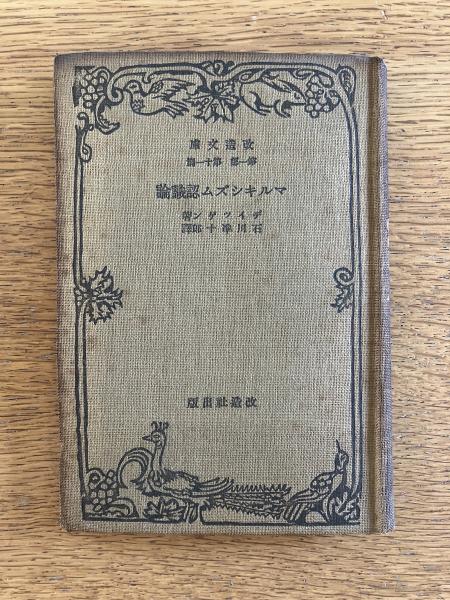 改造文庫
第一部 第十一篇
マルキシズム認識論
デイツゲン著
石川準十郎譯
改造社出版